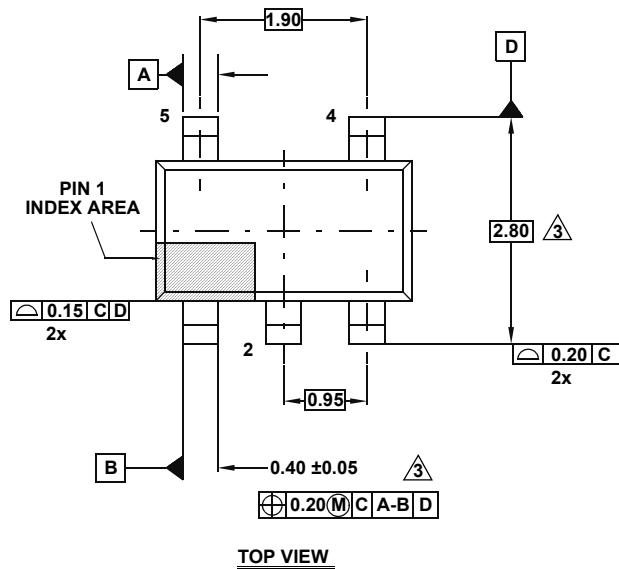 1.90
A
D
5
4
PIN 1
INDEX AREA
2.80
3
⌓ 0.15 C D
2x
2
⌓ 0.20 C
2x
0.95
B
0.40 ±0.05
3
⌖ 0.20 Ⓜ C A-B D
TOP VIEW